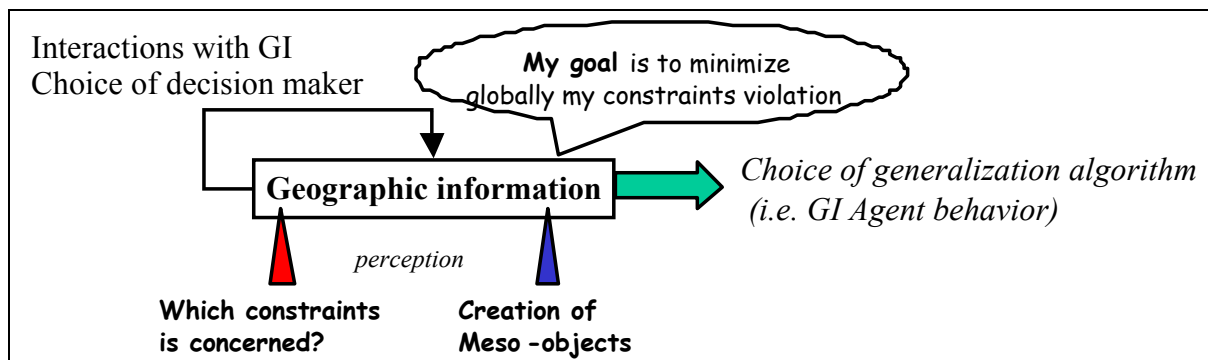 Interactions with GI
Choice of decision maker
My goal is to minimize
globally my constraints violation
Geographic information
Choice of generalization algorithm
(i.e. GI Agent behavior)
perception
Which constraints
is concerned?
Creation of
Meso -objects